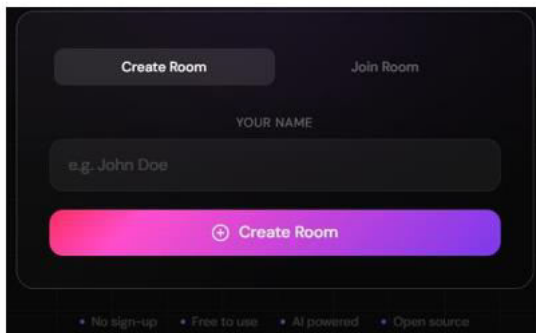 Create Room Join Room
YOUR NAME
e.g. John Doe
Create Room
• No sign-up • Free to use • AI powered • Open source